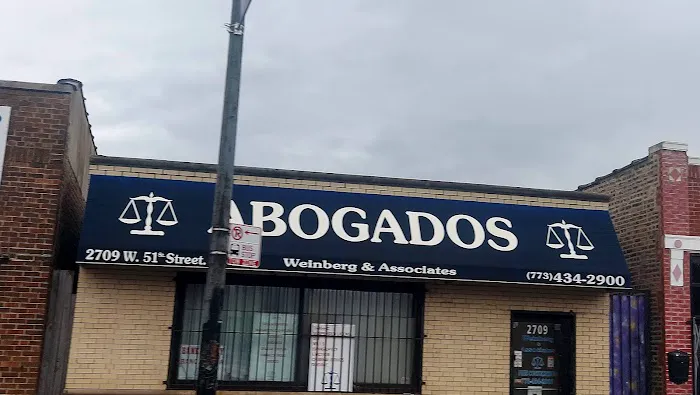 ABOGADOS
2709 W. 51st Street.
Weinberg & Associates
(773)434-2900
2709